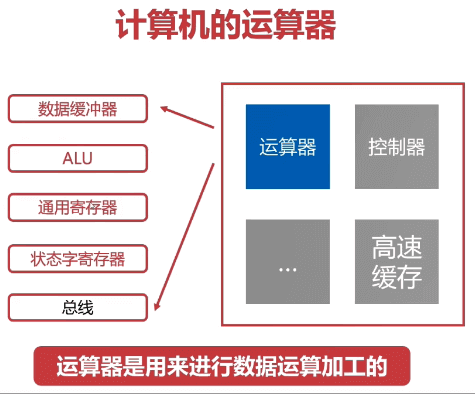 计算机的运算器
数据缓冲器
ALU
通用寄存器
状态字寄存器
总线
运算器
控制器
...
高速
缓存
运算器是用来进行数据运算加工的